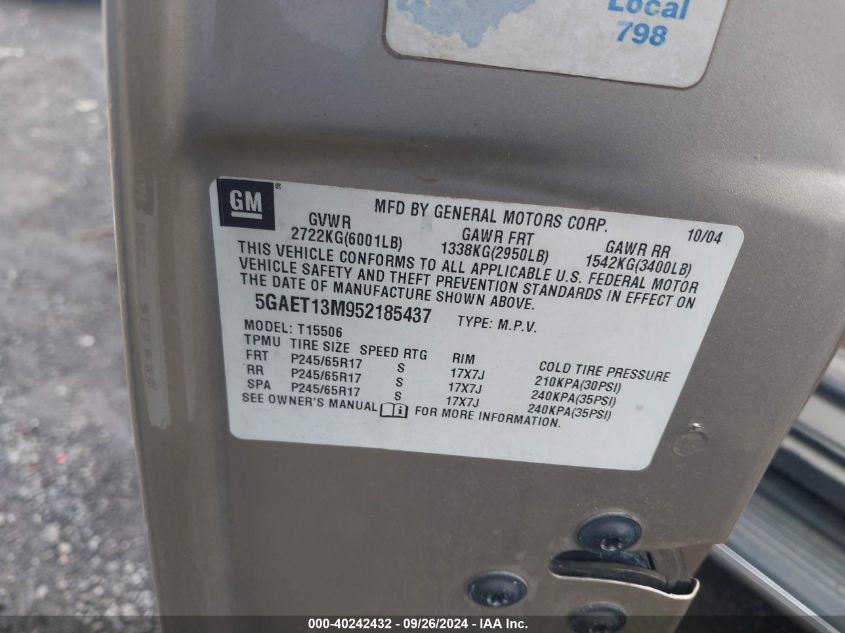 Local
798
GM®
MFD BY GENERAL MOTORS CORP. 10/04
GVWR GAWR FRT GAWR RR
2722KG(6001LB) 1338KG(2950LB) 1542KG(3400LB)
THIS VEHICLE CONFORMS TO ALL APPLICABLE U.S. FEDERAL MOTOR
VEHICLE SAFETY AND THEFT PREVENTION STANDARDS IN EFFECT ON
THE DATE OF MANUFACTURE SHOWN ABOVE.
5GAET13M952185437 TYPE: M.P.V.
MODEL: T15506
TPMU TIRE SIZE SPEED RTG RIM COLD TIRE PRESSURE
FRT P245/65R17 S 17X7J 210KPA(30PSI)
RR P245/65R17 S 17X7J 240KPA(35PSI)
SPA P245/65R17 S 17X7J 240KPA(35PSI)
SEE OWNER'S MANUAL FOR MORE INFORMATION.
000-40242432 - 09/26/2024 - IAA Inc.